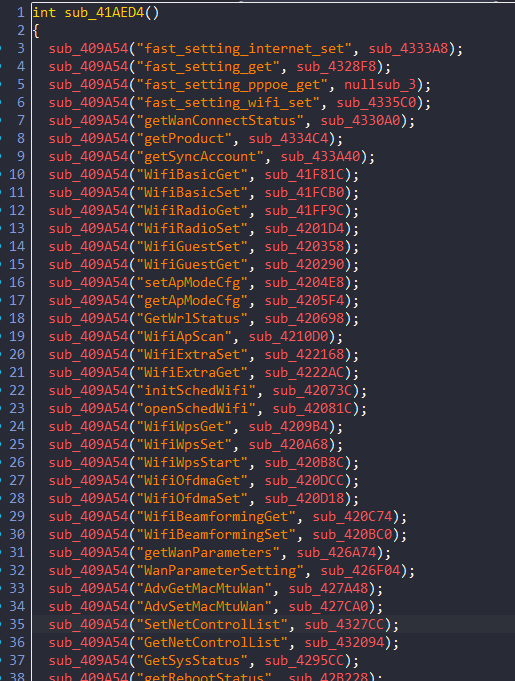 1 int sub_41AED4()
2 {
3 sub_409A54("fast_setting_internet_set", sub_4333A8);
4 sub_409A54("fast_setting_get", sub_4328F8);
5 sub_409A54("fast_setting_pppoe_get", nullsub_3);
6 sub_409A54("fast_setting_wifi_set", sub_4335C0);
7 sub_409A54("getWanConnectStatus", sub_4330A0);
8 sub_409A54("getProduct", sub_4334C4);
9 sub_409A54("getSyncAccount", sub_433A40);
10 sub_409A54("WifiBasicGet", sub_41F81C);
11 sub_409A54("WifiBasicSet", sub_41FCB0);
12 sub_409A54("WifiRadioGet", sub_41FF9C);
13 sub_409A54("WifiRadioSet", sub_4201D4);
14 sub_409A54("WifiGuestSet", sub_420358);
15 sub_409A54("WifiGuestGet", sub_420290);
16 sub_409A54("setApModeCfg", sub_4204E8);
17 sub_409A54("getApModeCfg", sub_4205F4);
18 sub_409A54("GetWrlStatus", sub_420698);
19 sub_409A54("WifiApScan", sub_4210D0);
20 sub_409A54("WifiExtraSet", sub_422168);
21 sub_409A54("WifiExtraGet", sub_4222AC);
22 sub_409A54("initSchedWifi", sub_42073C);
23 sub_409A54("openSchedWifi", sub_42081C);
24 sub_409A54("WifiWpsGet", sub_4209B4);
25 sub_409A54("WifiWpsSet", sub_420A68);
26 sub_409A54("WifiWpsStart", sub_420B8C);
27 sub_409A54("WifiOfdmaGet", sub_420DCC);
28 sub_409A54("WifiOfdmaSet", sub_420D18);
29 sub_409A54("WifiBeamformingGet", sub_420C74);
30 sub_409A54("WifiBeamformingSet", sub_420BC0);
31 sub_409A54("getWanParameters", sub_426A74);
32 sub_409A54("WanParameterSetting", sub_426F04);
33 sub_409A54("AdvGetMacMtuWan", sub_427A48);
34 sub_409A54("AdvSetMacMtuWan", sub_427CA0);
35 sub_409A54("SetNetControlList", sub_4327CC);
36 sub_409A54("GetNetControlList", sub_432094);
37 sub_409A54("GetSysStatus", sub_4295CC);
38 sub_409A54("getRebootStatus", sub_42B228);